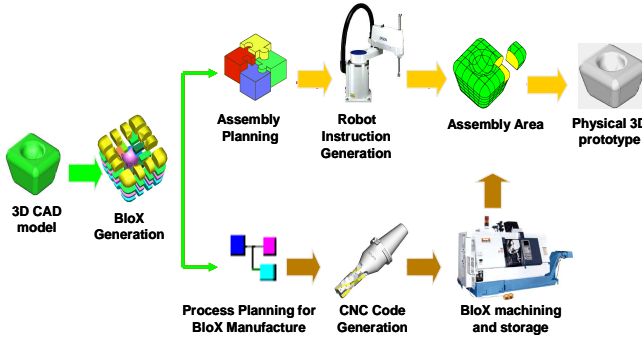 Assembly
Planning
Robot
Instruction
Generation
Assembly Area
Physical 3D
prototype
3D CAD
model
BloX
Generation
Process Planning for
BloX Manufacture
CNC Code
Generation
BloX machining
and storage